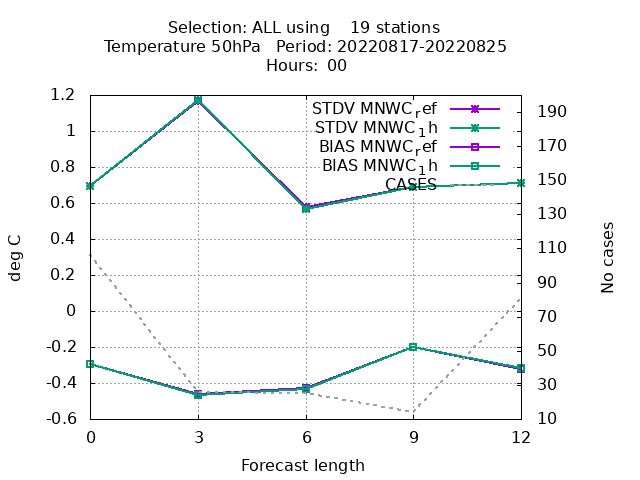 Selection: ALL using    19 stations
Temperature 50hPa   Period: 20220817-20220825
Hours:  00
STDV MNWC_ref
STDV MNWC_1h
BIAS MNWC_ref
BIAS MNWC_1h
CASES
1.2
1
0.8
0.6
0.4
0.2
0
-0.2
-0.4
-0.6
deg C
190
170
150
130
110
90
70
50
30
10
No cases
0 3 6 9 12
Forecast length